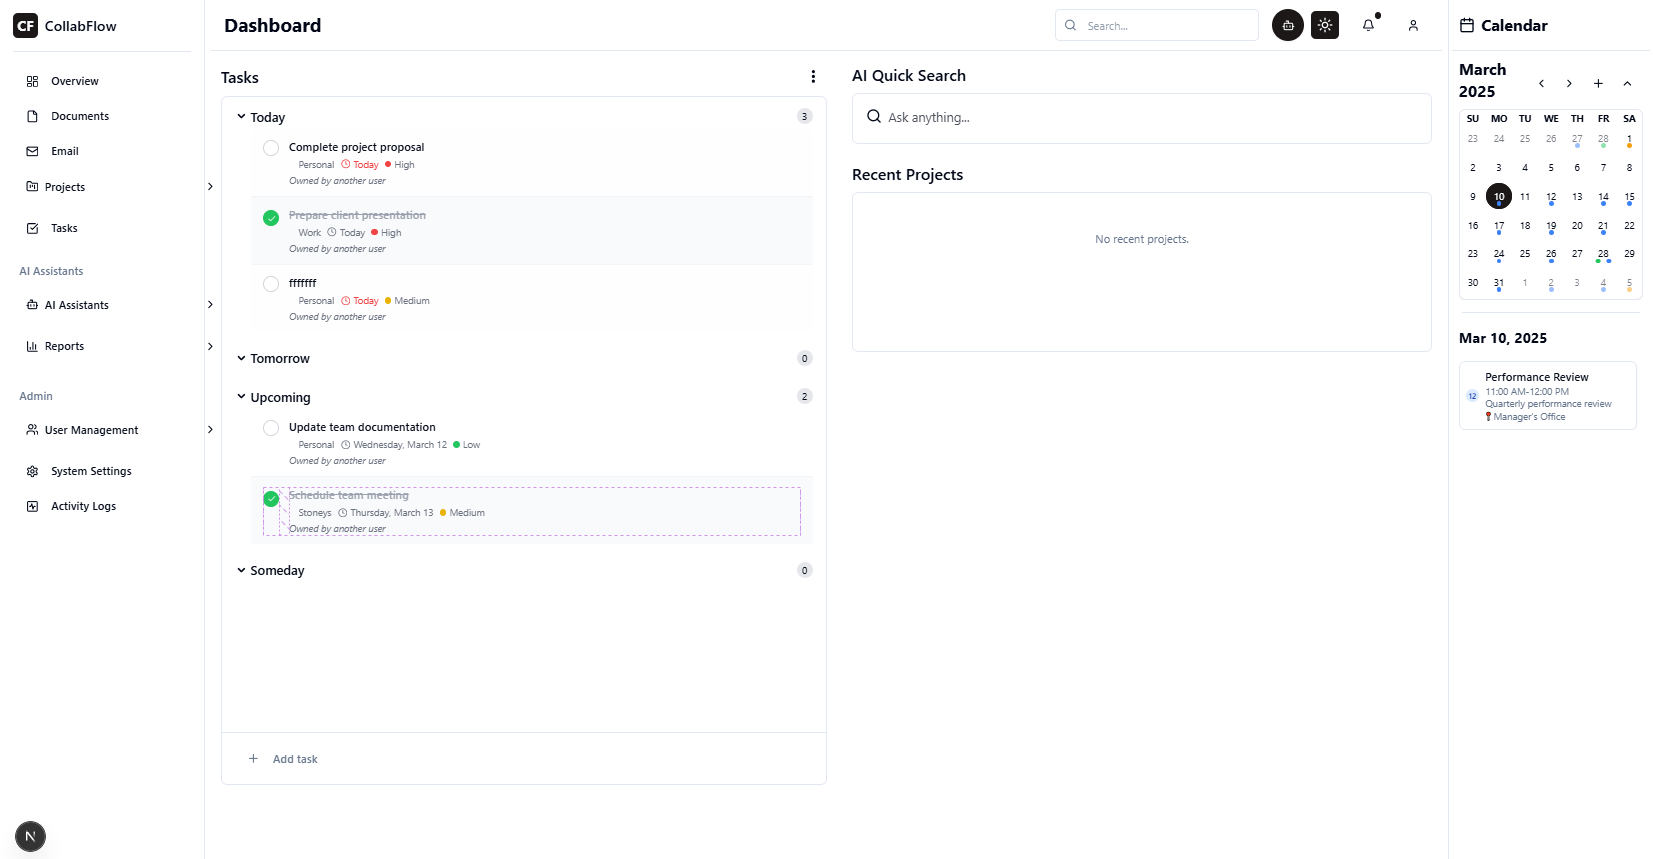 CF CollabFlow
Overview
Documents
Email
Projects
Tasks
AI Assistants
AI Assistants
Reports
Admin
User Management
System Settings
Activity Logs
N
Dashboard
Search...
Tasks
Today 3
Complete project proposal
Personal Today High
Owned by another user
Prepare client presentation
Work Today High
Owned by another user
fffffff
Personal Today Medium
Owned by another user
Tomorrow 0
Upcoming 2
Update team documentation
Personal Wednesday, March 12 Low
Owned by another user
Schedule team meeting
Stoneys Thursday, March 13 Medium
Owned by another user
Someday 0
+ Add task
AI Quick Search
Ask anything...
Recent Projects
No recent projects.
Calendar
March
2025
SU MO TU WE TH FR SA
23 24 25 26 27 28 1
2 3 4 5 6 7 8
9 10 11 12 13 14 15
16 17 18 19 20 21 22
23 24 25 26 27 28 29
30 31 1 2 3 4 5
Mar 10, 2025
Performance Review
12 11:00 AM-12:00 PM
Quarterly performance review
Manager's Office